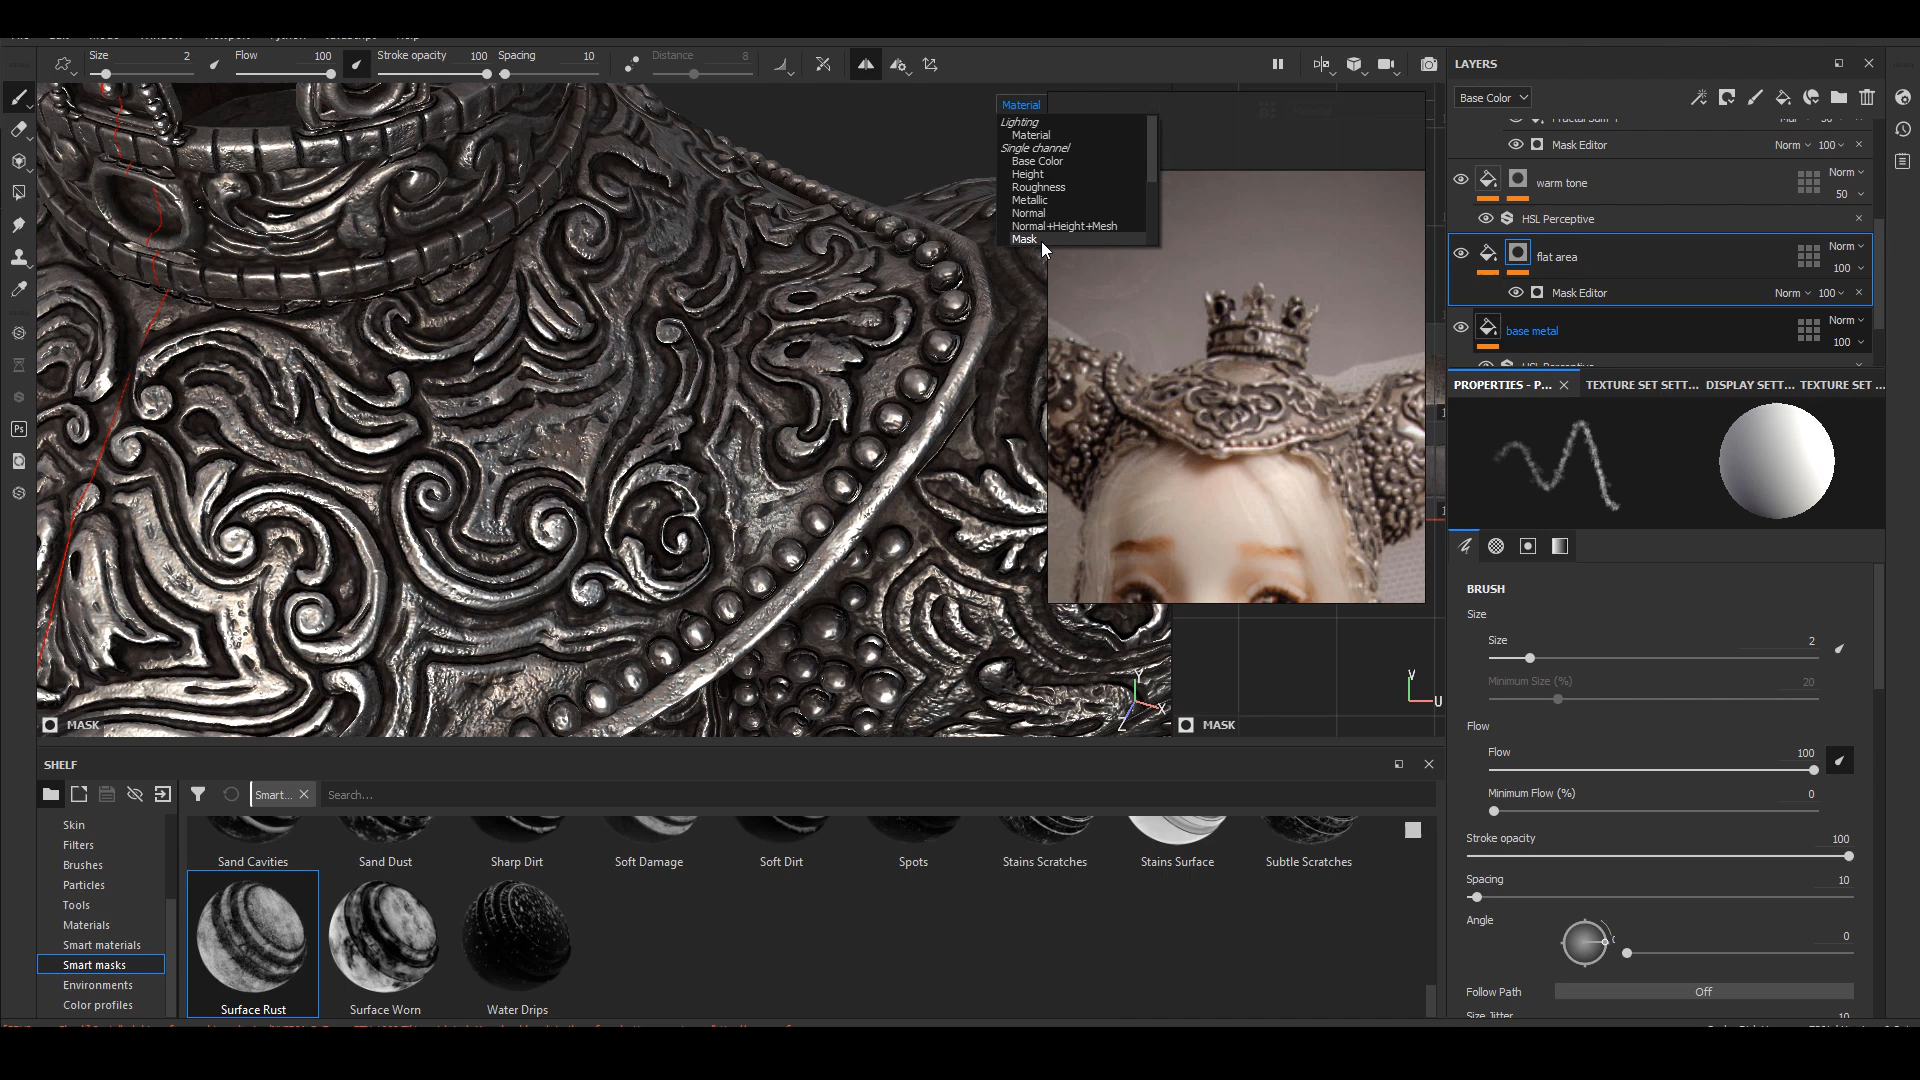 Size 2 Flow 100 Stroke opacity 100 Spacing 10 Distance 8
LAYERS
Base Color
Mask Editor Norm 100
warm tone Norm
50
HSL Perceptive
flat area Norm
100
Mask Editor Norm 100
base metal Norm
100
Material
Lighting
Material
Single channel
Base Color
Height
Roughness
Metallic
Normal
Normal+Height+Mesh
Mask
Y
X
Z
V
U
MASK
MASK
PROPERTIES - P... TEXTURE SET SETT... DISPLAY SETT... TEXTURE SET ...
BRUSH
Size
Size 2
Minimum Size (%) 20
Flow
Flow 100
Minimum Flow (%) 0
Stroke opacity 100
Spacing 10
Angle
0
Follow Path Off
Size Jitter 10
SHELF
Smart... Search...
Skin
Filters
Brushes
Particles
Tools
Materials
Smart materials
Smart masks
Environments
Color profiles
Sand Cavities Sand Dust Sharp Dirt Soft Damage Soft Dirt Spots Stains Scratches Stains Surface Subtle Scratches
Surface Rust Surface Worn Water Drips
Ps